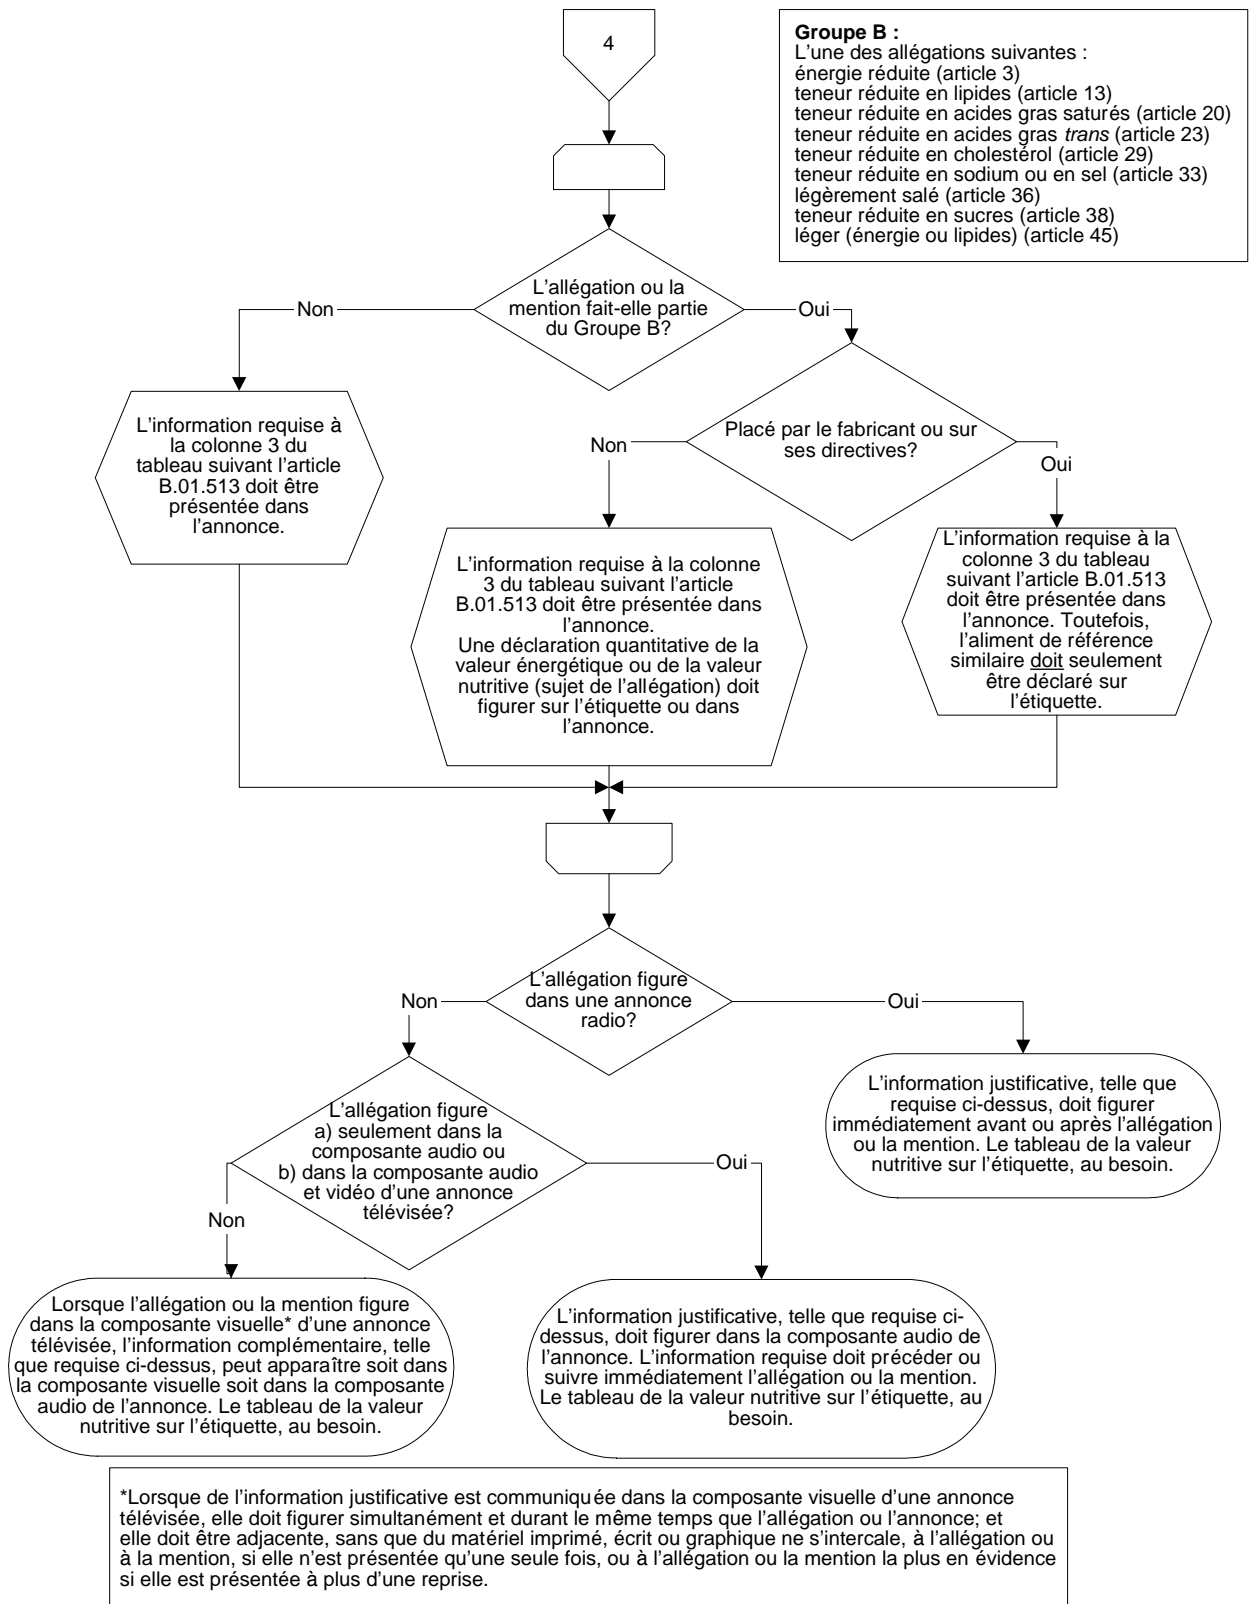 4
Groupe B :
L'une des allégations suivantes :
énergie réduite (article 3)
teneur réduite en lipides (article 13)
teneur réduite en acides gras saturés (article 20)
teneur réduite en acides gras trans (article 23)
teneur réduite en cholestérol (article 29)
teneur réduite en sodium ou en sel (article 33)
légèrement salé (article 36)
teneur réduite en sucres (article 38)
léger (énergie ou lipides) (article 45)
L'allégation ou la
mention fait-elle partie
du Groupe B?
Non
Oui
L'information requise à
la colonne 3 du
tableau suivant l'article
B.01.513 doit être
présentée dans
l'annonce.
Placé par le fabricant ou sur
ses directives?
Non
Oui
L'information requise à la colonne
3 du tableau suivant l'article
B.01.513 doit être présentée dans
l'annonce.
Une déclaration quantitative de la
valeur énergétique ou de la valeur
nutritive (sujet de l'allégation) doit
figurer sur l'étiquette ou dans
l'annonce.
L'information requise à la
colonne 3 du tableau
suivant l'article B.01.513
doit être présentée dans
l'annonce. Toutefois,
l'aliment de référence
similaire doit seulement
être déclaré sur
l'étiquette.
L'allégation figure
dans une annonce
radio?
Non
Oui
L'information justificative, telle que
requise ci-dessus, doit figurer
immédiatement avant ou après l'allégation
ou la mention. Le tableau de la valeur
nutritive sur l'étiquette, au besoin.
L'allégation figure
a) seulement dans la
composante audio ou
b) dans la composante audio
et vidéo d'une annonce
télévisée?
Oui
Non
Lorsque l'allégation ou la mention figure
dans la composante visuelle* d'une annonce
télévisée, l'information complémentaire, telle
que requise ci-dessus, peut apparaître soit dans
la composante visuelle soit dans la composante
audio de l'annonce. Le tableau de la valeur
nutritive sur l'étiquette, au besoin.
L'information justificative, telle que requise ci-
dessus, doit figurer dans la composante audio de
l'annonce. L'information requise doit précéder ou
suivre immédiatement l'allégation ou la mention.
Le tableau de la valeur nutritive sur l'étiquette, au
besoin.
*Lorsque de l'information justificative est communiquée dans la composante visuelle d'une annonce
télévisée, elle doit figurer simultanément et durant le même temps que l'allégation ou l'annonce; et
elle doit être adjacente, sans que du matériel imprimé, écrit ou graphique ne s'intercale, à l'allégation ou
à la mention, si elle n'est présentée qu'une seule fois, ou à l'allégation ou la mention la plus en évidence
si elle est présentée à plus d'une reprise.